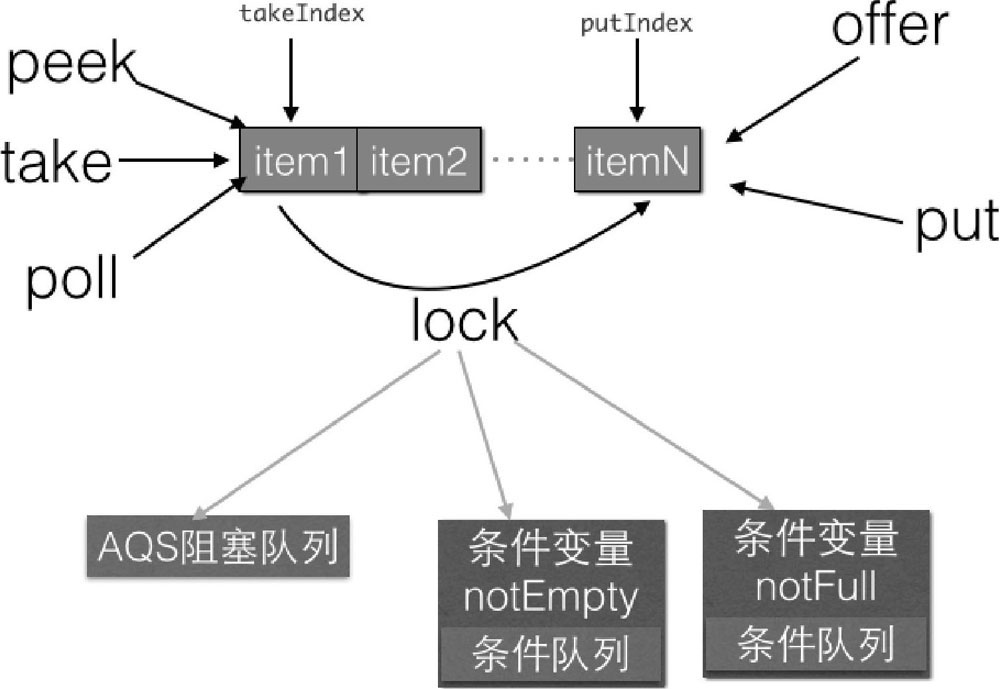 takeIndex
putIndex
offer
peek
take
item1
item2
itemN
put
poll
lock
AQS阻塞队列
条件变量
notEmpty
条件队列
条件变量
notFull
条件队列